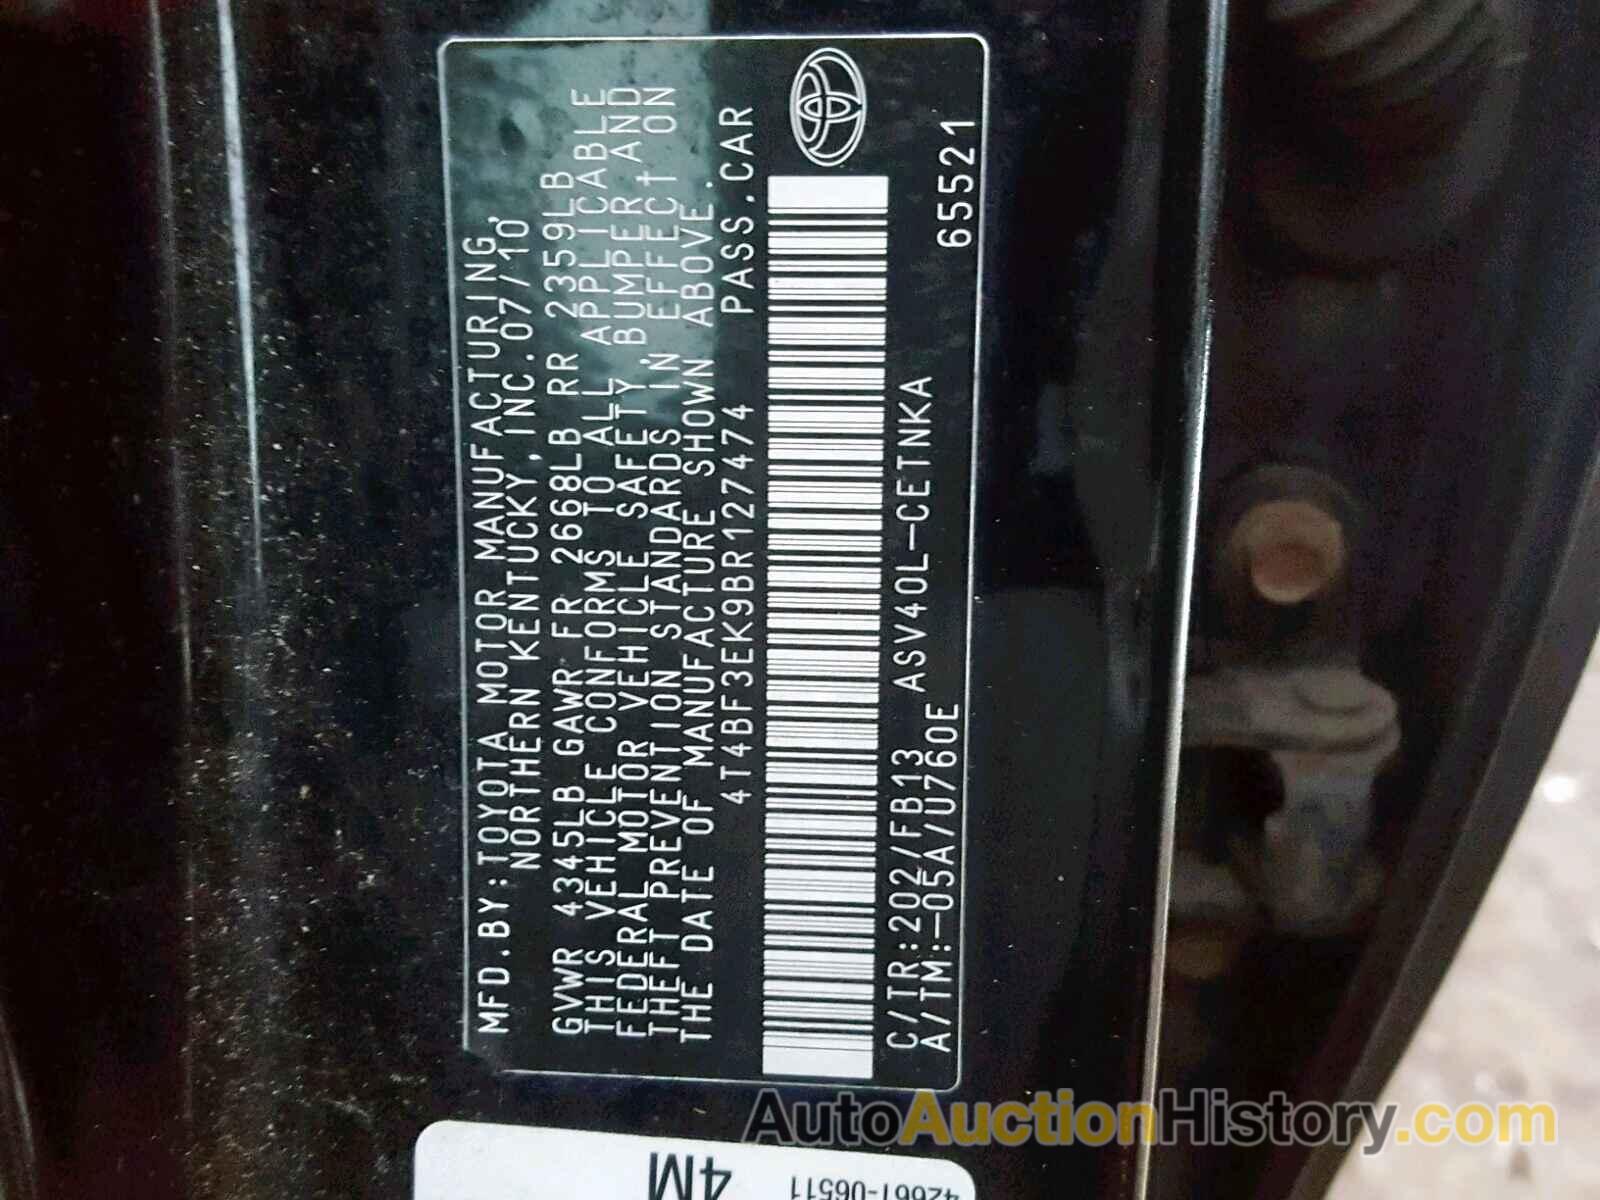 MFD.BY:TOYOTA MOTOR MANUFACTURING,
NORTHERN KENTUCKY,INC.07/10
GVWR 4345LB GAWR FR 2668LB RR 2359LB
THIS VEHICLE CONFORMS TO ALL APPLICABLE
FEDERAL MOTOR VEHICLE SAFETY, BUMPER AND
THEFT PREVENTION STANDARDS IN EFFECT ON
THE DATE OF MANUFACTURE SHOWN ABOVE.
4T4BF3EK9BR127474 PASS.CAR
C/TR:202/FB13 ASV40L-CETNKA 65521
A/TM:-05A/U760E
4M
42661-06511
AutoAuctionHistory.com